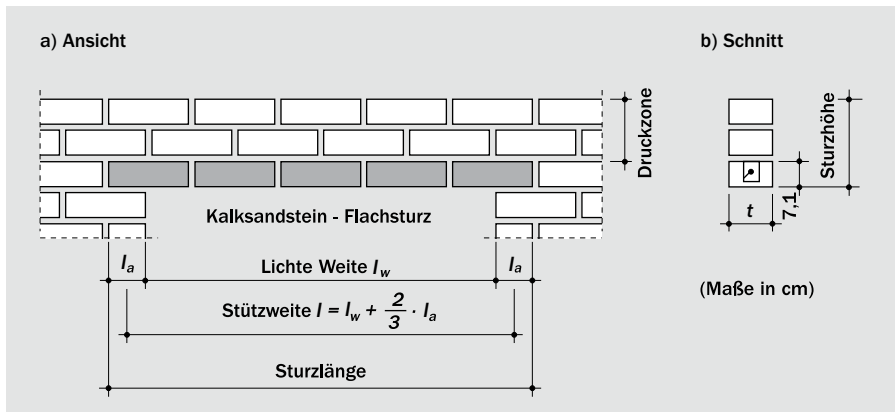 a) Ansicht
b) Schnitt
Druckzone
Sturzhöhe
Kalksandstein - Flachsturz
t
7,1
l_a
Lichte Weite l_w
l_a
(Maße in cm)
Stützweite l = l_w + 2/3 · l_a
Sturzlänge